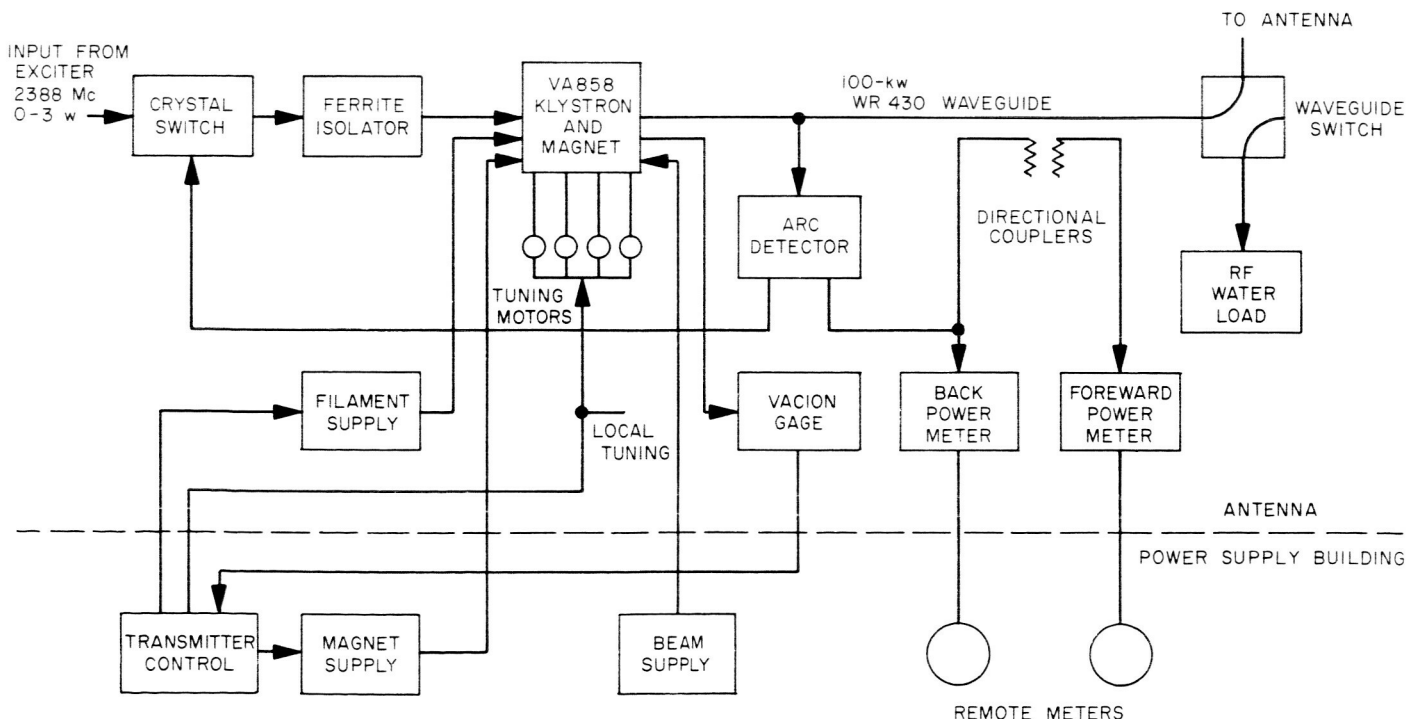 TO ANTENNA
INPUT FROM
EXCITER
2388 Mc
0-3 w
CRYSTAL
SWITCH
FERRITE
ISOLATOR
VA858
KLYSTRON
AND
MAGNET
100-kw
WR 430 WAVEGUIDE
WAVEGUIDE
SWITCH
ARC
DETECTOR
DIRECTIONAL
COUPLERS
RF
WATER
LOAD
TUNING
MOTORS
FILAMENT
SUPPLY
LOCAL
TUNING
VACION
GAGE
BACK
POWER
METER
FOREWARD
POWER
METER
ANTENNA
POWER SUPPLY BUILDING
TRANSMITTER
CONTROL
MAGNET
SUPPLY
BEAM
SUPPLY
REMOTE METERS